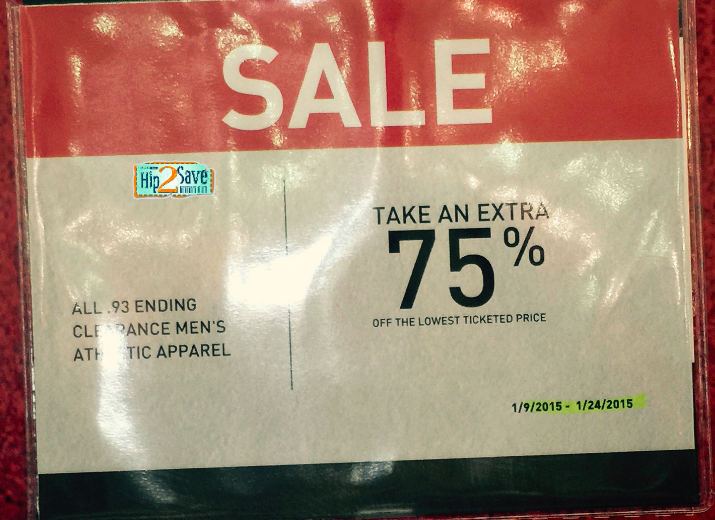 SALE
Hip2Save
ALL .93 ENDING
CLEARANCE MEN'S
ATHLETIC APPAREL
TAKE AN EXTRA
75%
OFF THE LOWEST TICKETED PRICE
1/9/2015 - 1/24/2015